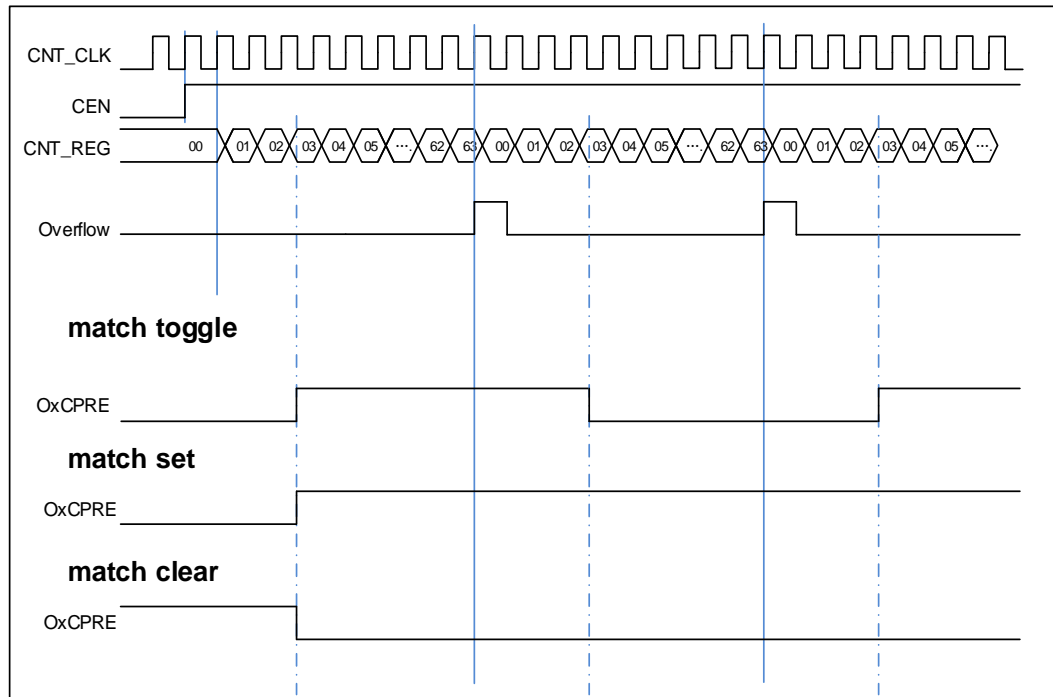 CNT_CLK
CEN
CNT_REG 00 01 02 03 04 05 ···. 62 63 00 01 02 03 04 05 ···. 62 63 00 01 02 03 04 05 ···.
Overflow
match toggle
OxCPRE
match set
OxCPRE
match clear
OxCPRE